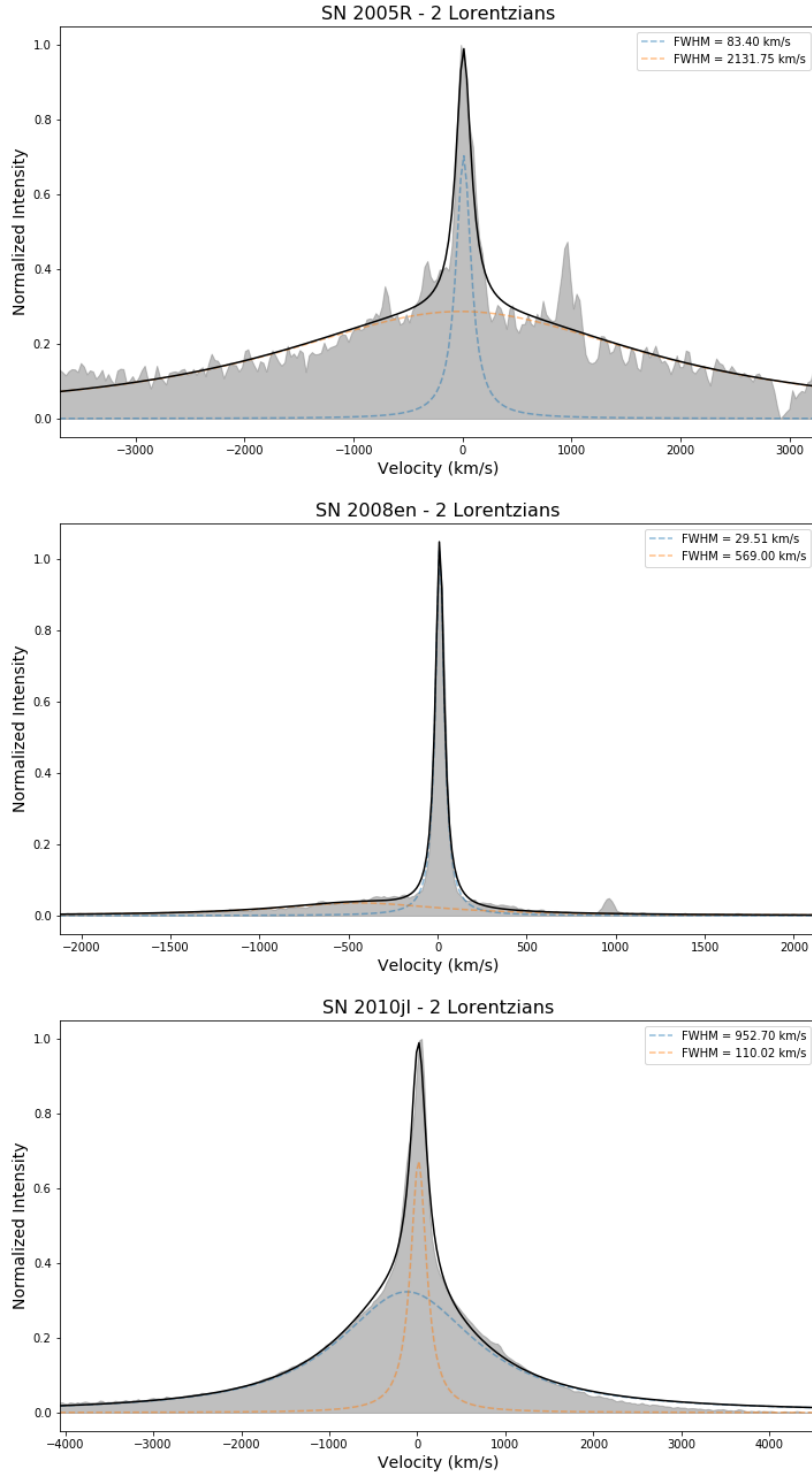 SN 2005R - 2 Lorentzians
1.0
0.8
0.6
0.4
0.2
0.0
Normalized Intensity
FWHM = 83.40 km/s
FWHM = 2131.75 km/s
−3000 −2000 −1000 0 1000 2000 3000
Velocity (km/s)
SN 2008en - 2 Lorentzians
1.0
0.8
0.6
0.4
0.2
0.0
Normalized Intensity
FWHM = 29.51 km/s
FWHM = 569.00 km/s
−2000 −1500 −1000 −500 0 500 1000 1500 2000
Velocity (km/s)
SN 2010jl - 2 Lorentzians
1.0
0.8
0.6
0.4
0.2
0.0
Normalized Intensity
FWHM = 952.70 km/s
FWHM = 110.02 km/s
−4000 −3000 −2000 −1000 0 1000 2000 3000 4000
Velocity (km/s)